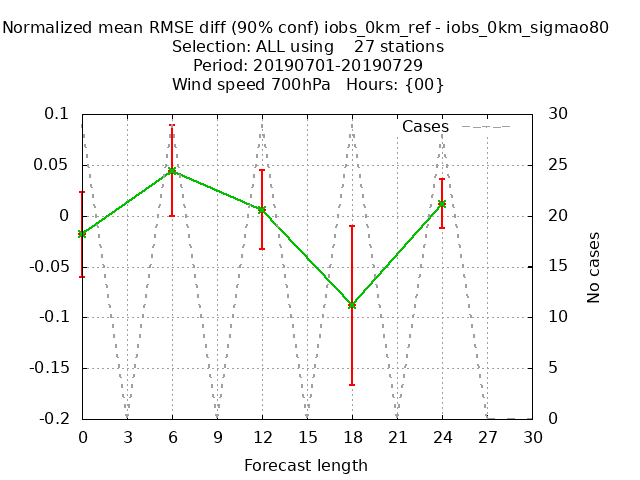 Normalized mean RMSE diff (90% conf) iobs_0km_ref - iobs_0km_sigmao80
Selection: ALL using    27 stations
Period: 20190701-20190729
Wind speed 700hPa   Hours: {00}
Cases
0.1
0.05
0
-0.05
-0.1
-0.15
-0.2
30
25
20
15
10
5
0
No cases
0 3 6 9 12 15 18 21 24 27 30
Forecast length